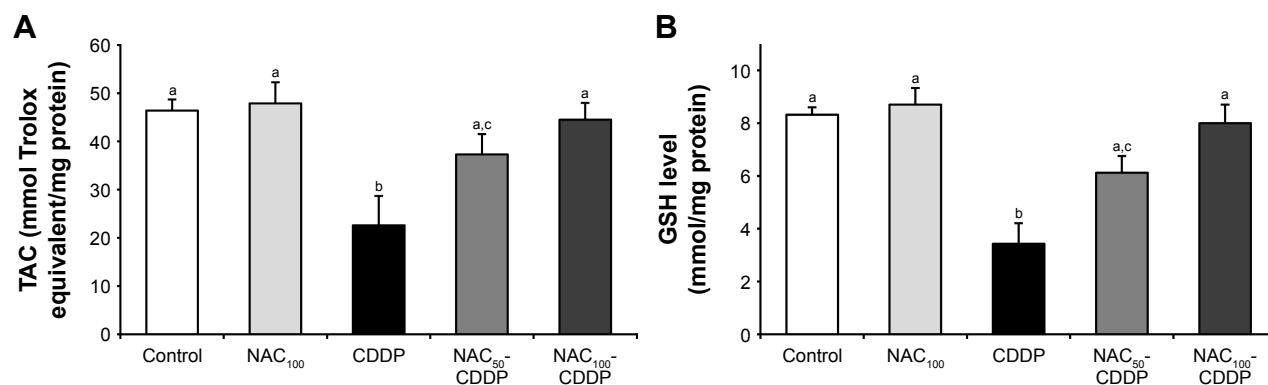 A
TAC (mmol Trolox
equivalent/mg protein)
60
50
40
30
20
10
0
a
a
b
a,c
a
Control
NAC₁₀₀
CDDP
NAC₅₀-
CDDP
NAC₁₀₀-
CDDP
B
GSH level
(mmol/mg protein)
10
8
6
4
2
0
a
a
b
a,c
a
Control
NAC₁₀₀
CDDP
NAC₅₀-
CDDP
NAC₁₀₀-
CDDP